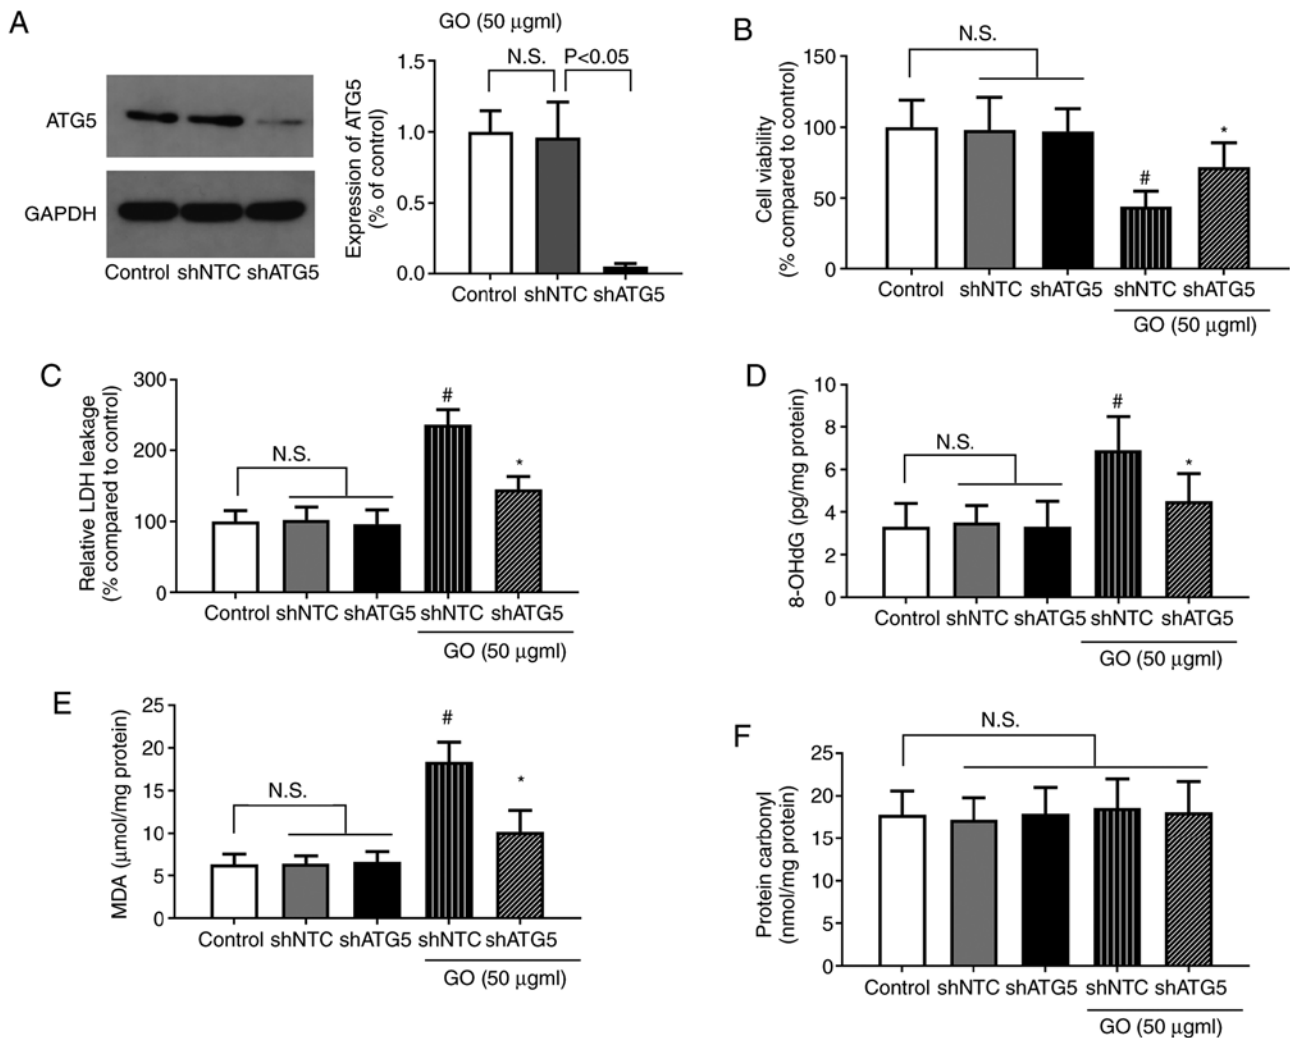 A
GO (50 μgml)
ATG5
GAPDH
Control shNTC shATG5
Expression of ATG5
(% of control)
1.5
1.0
0.5
0.0
N.S.
P<0.05
Control shNTC shATG5
B
Cell viability
(% compared to control)
150
100
50
0
N.S.
#
*
Control shNTC shATG5 shNTC shATG5
GO (50 μgml)
C
Relative LDH leakage
(% compared to control)
300
200
100
0
N.S.
#
*
Control shNTC shATG5 shNTC shATG5
GO (50 μgml)
D
8-OHdG (pg/mg protein)
10
8
6
4
2
0
N.S.
#
*
Control shNTC shATG5 shNTC shATG5
GO (50 μgml)
E
MDA (μmol/mg protein)
25
20
15
10
5
0
N.S.
#
*
Control shNTC shATG5 shNTC shATG5
GO (50 μgml)
F
Protein carbonyl
(nmol/mg protein)
25
20
15
10
5
0
N.S.
Control shNTC shATG5 shNTC shATG5
GO (50 μgml)